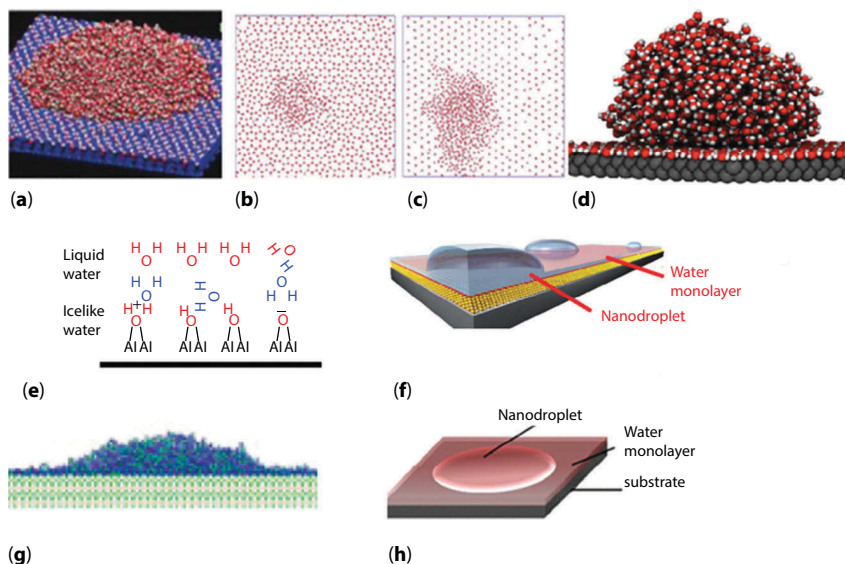 (a)
(b)
(c)
(d)
Liquid
water
Icelike
water
H H H H H H H O
O O O H
H H H O H
O H O
H + H H H H H H
O O O − O
Al Al Al Al Al Al Al Al
(e)
Water
monolayer
Nanodroplet
(f)
(g)
Nanodroplet
Water
monolayer
substrate
(h)